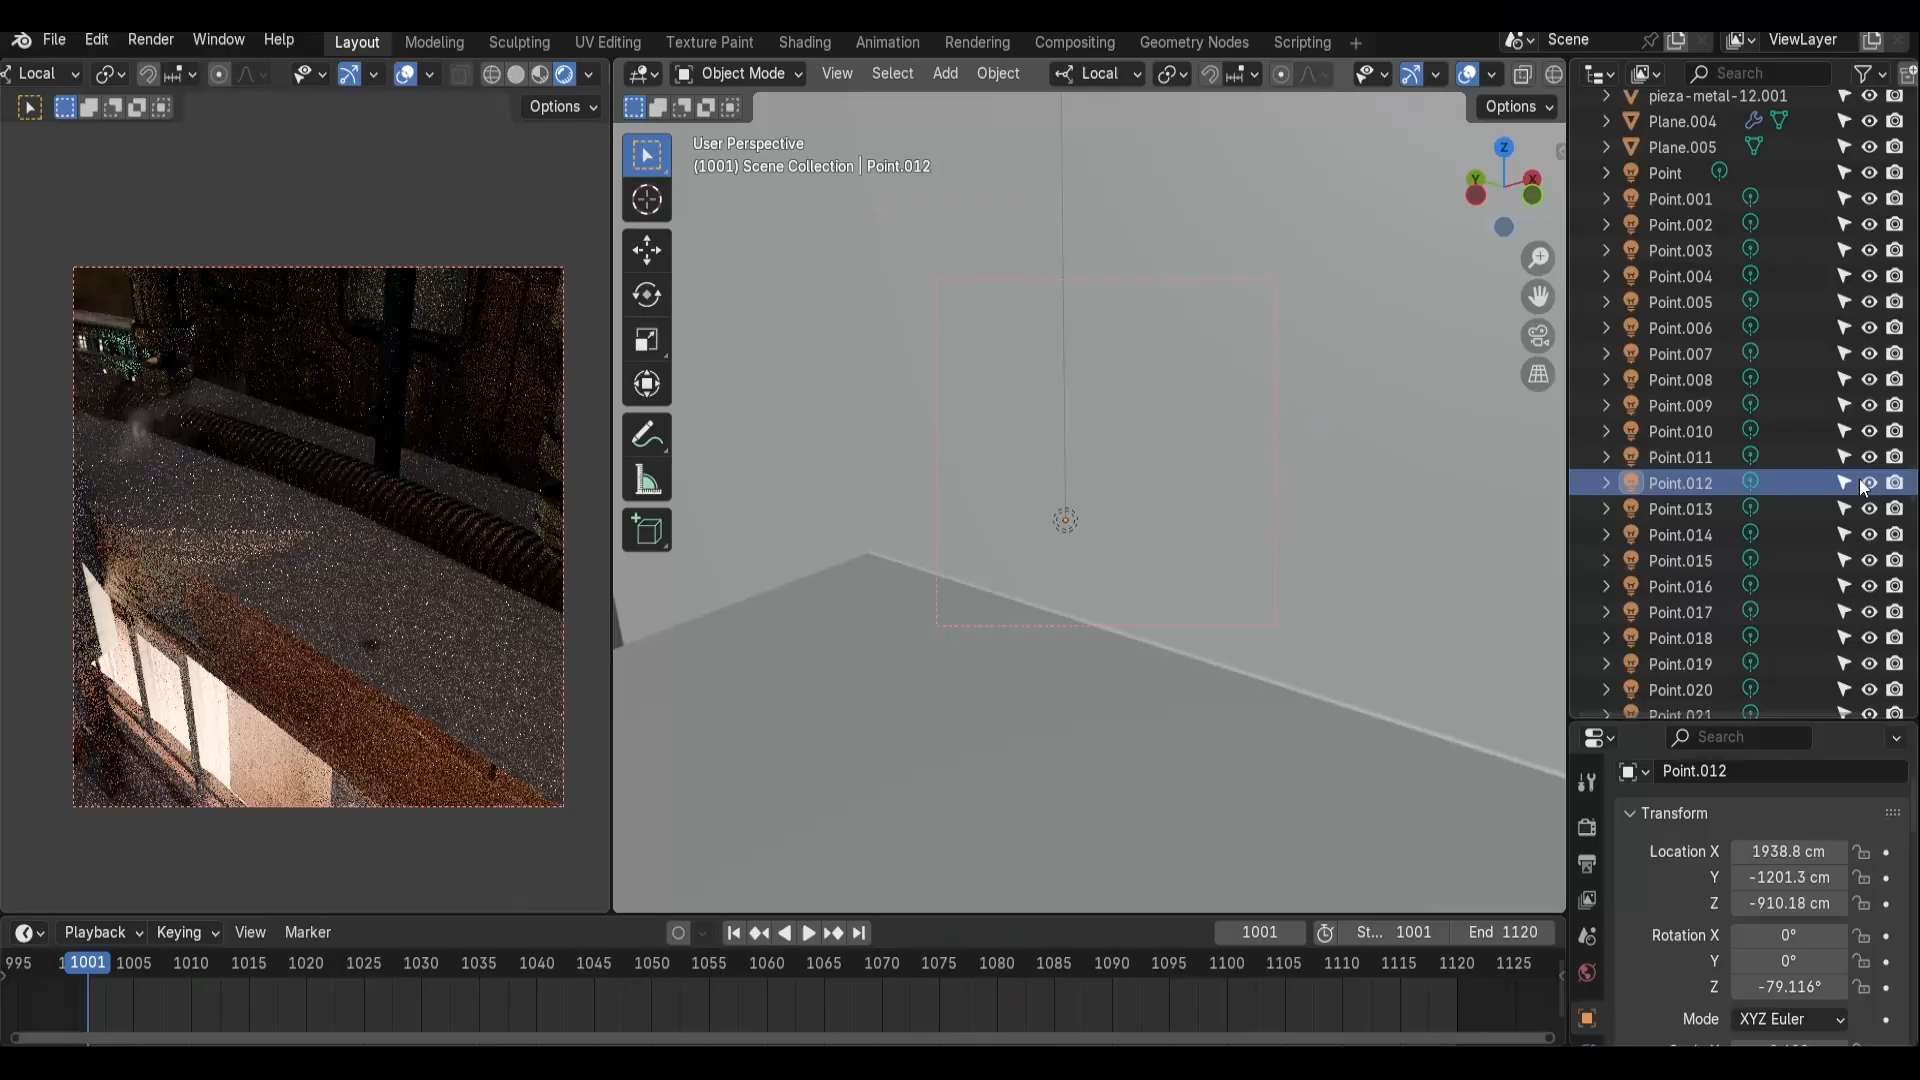 File Edit Render Window Help Layout Modeling Sculpting UV Editing Texture Paint Shading Animation Rendering Compositing Geometry Nodes Scripting + Scene ViewLayer
Local Object Mode View Select Add Object Local Search
Options Options
User Perspective
(1001) Scene Collection | Point.012
Z
Y X
pieza-metal-12.001
Plane.004
Plane.005
Point
Point.001
Point.002
Point.003
Point.004
Point.005
Point.006
Point.007
Point.008
Point.009
Point.010
Point.011
Point.012
Point.013
Point.014
Point.015
Point.016
Point.017
Point.018
Point.019
Point.020
Point.021
Search
Point.012
Transform
Location X 1938.8 cm
Y -1201.3 cm
Z -910.18 cm
Rotation X 0°
Y 0°
Z -79.116°
Mode XYZ Euler
Playback Keying View Marker 1001 St... 1001 End 1120
995 1001 1005 1010 1015 1020 1025 1030 1035 1040 1045 1050 1055 1060 1065 1070 1075 1080 1085 1090 1095 1100 1105 1110 1115 1120 1125